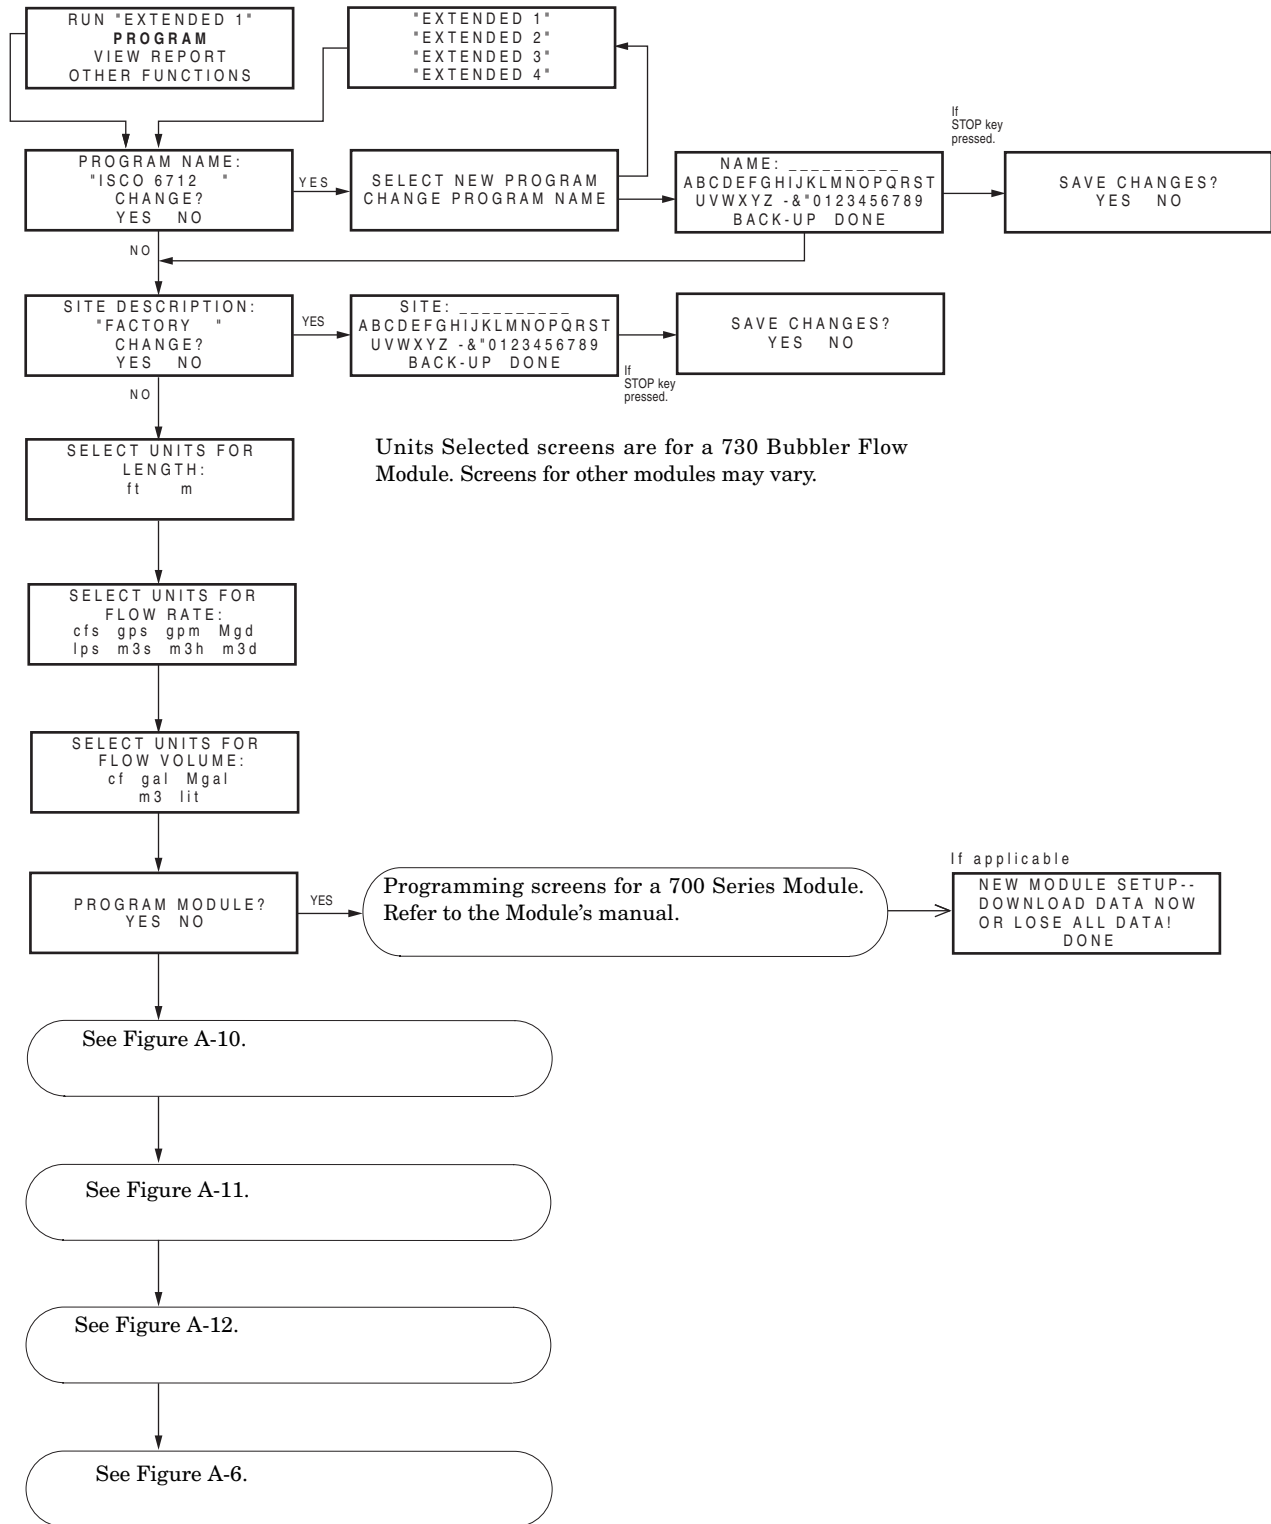 RUN "EXTENDED 1"
PROGRAM
VIEW REPORT
OTHER FUNCTIONS
"EXTENDED 1"
"EXTENDED 2"
"EXTENDED 3"
"EXTENDED 4"
PROGRAM NAME:
"ISCO 6712 "
CHANGE?
YES NO
YES
SELECT NEW PROGRAM
CHANGE PROGRAM NAME
NAME: _ _ _ _ _ _ _ _ _ _
ABCDEFGHIJKLMNOPQRST
UVWXYZ -&"0123456789
BACK-UP DONE
If
STOP key
pressed.
SAVE CHANGES?
YES NO
NO
SITE DESCRIPTION:
"FACTORY "
CHANGE?
YES NO
YES
SITE: _ _ _ _ _ _ _ _ _ _
ABCDEFGHIJKLMNOPQRST
UVWXYZ -&"0123456789
BACK-UP DONE
If
STOP key
pressed.
SAVE CHANGES?
YES NO
NO
SELECT UNITS FOR
LENGTH:
ft m
Units Selected screens are for a 730 Bubbler Flow
Module. Screens for other modules may vary.
SELECT UNITS FOR
FLOW RATE:
cfs gps gpm Mgd
lps m3s m3h m3d
SELECT UNITS FOR
FLOW VOLUME:
cf gal Mgal
m3 lit
PROGRAM MODULE?
YES NO
YES
Programming screens for a 700 Series Module.
Refer to the Module's manual.
If applicable
NEW MODULE SETUP--
DOWNLOAD DATA NOW
OR LOSE ALL DATA!
DONE
See Figure A-10.
See Figure A-11.
See Figure A-12.
See Figure A-6.